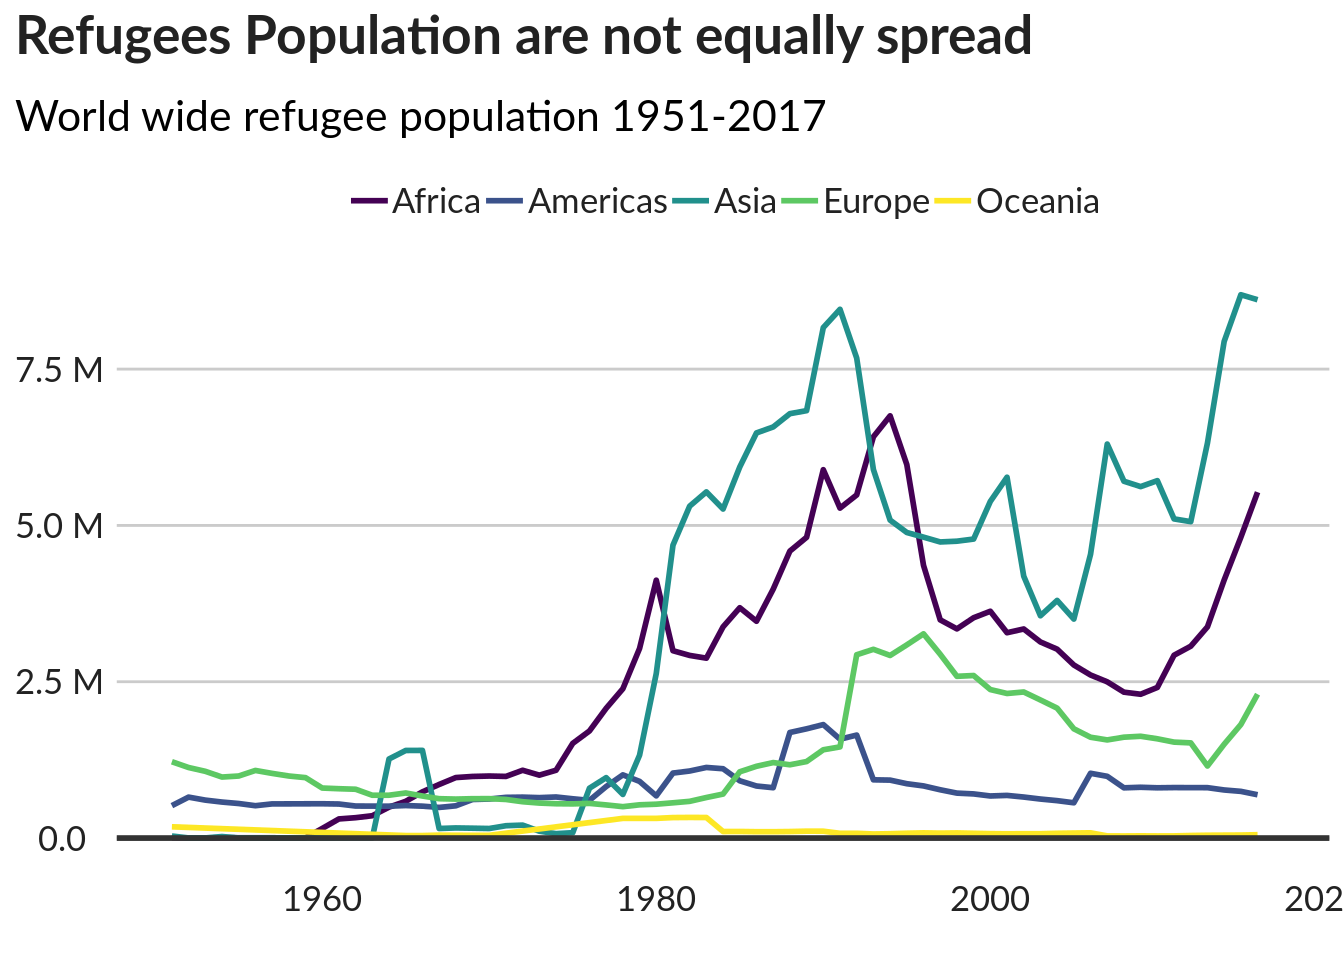 Refugees Population are not equally spread
World wide refugee population 1951-2017
Africa Americas Asia Europe Oceania
7.5 M
5.0 M
2.5 M
0.0
1960 1980 2000 202